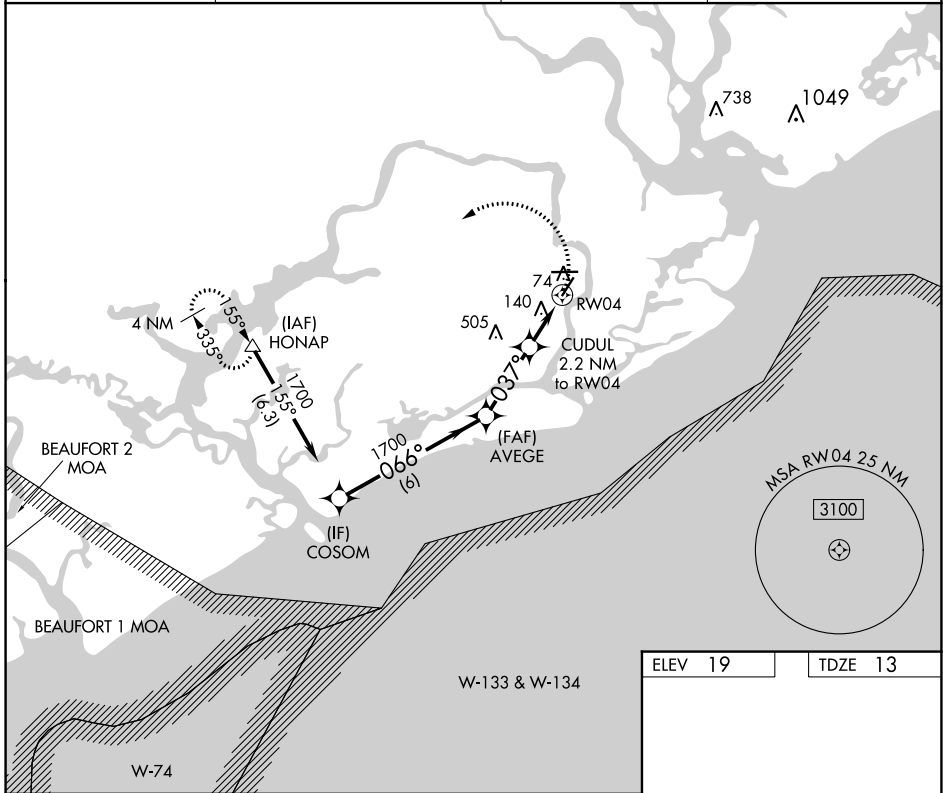 738
1049
74
RW04
140
505
CUDUL
2.2 NM
to RW04
4 NM
155°
335°
(IAF)
HONAP
1700
155°
(6.3)
037°
(FAF)
AVEGE
1700
066°
(6)
(IF)
COSOM
BEAUFORT 2
MOA
BEAUFORT 1 MOA
MSA RW04 25 NM
3100
W-133 & W-134
W-74
ELEV 19
TDZE 13